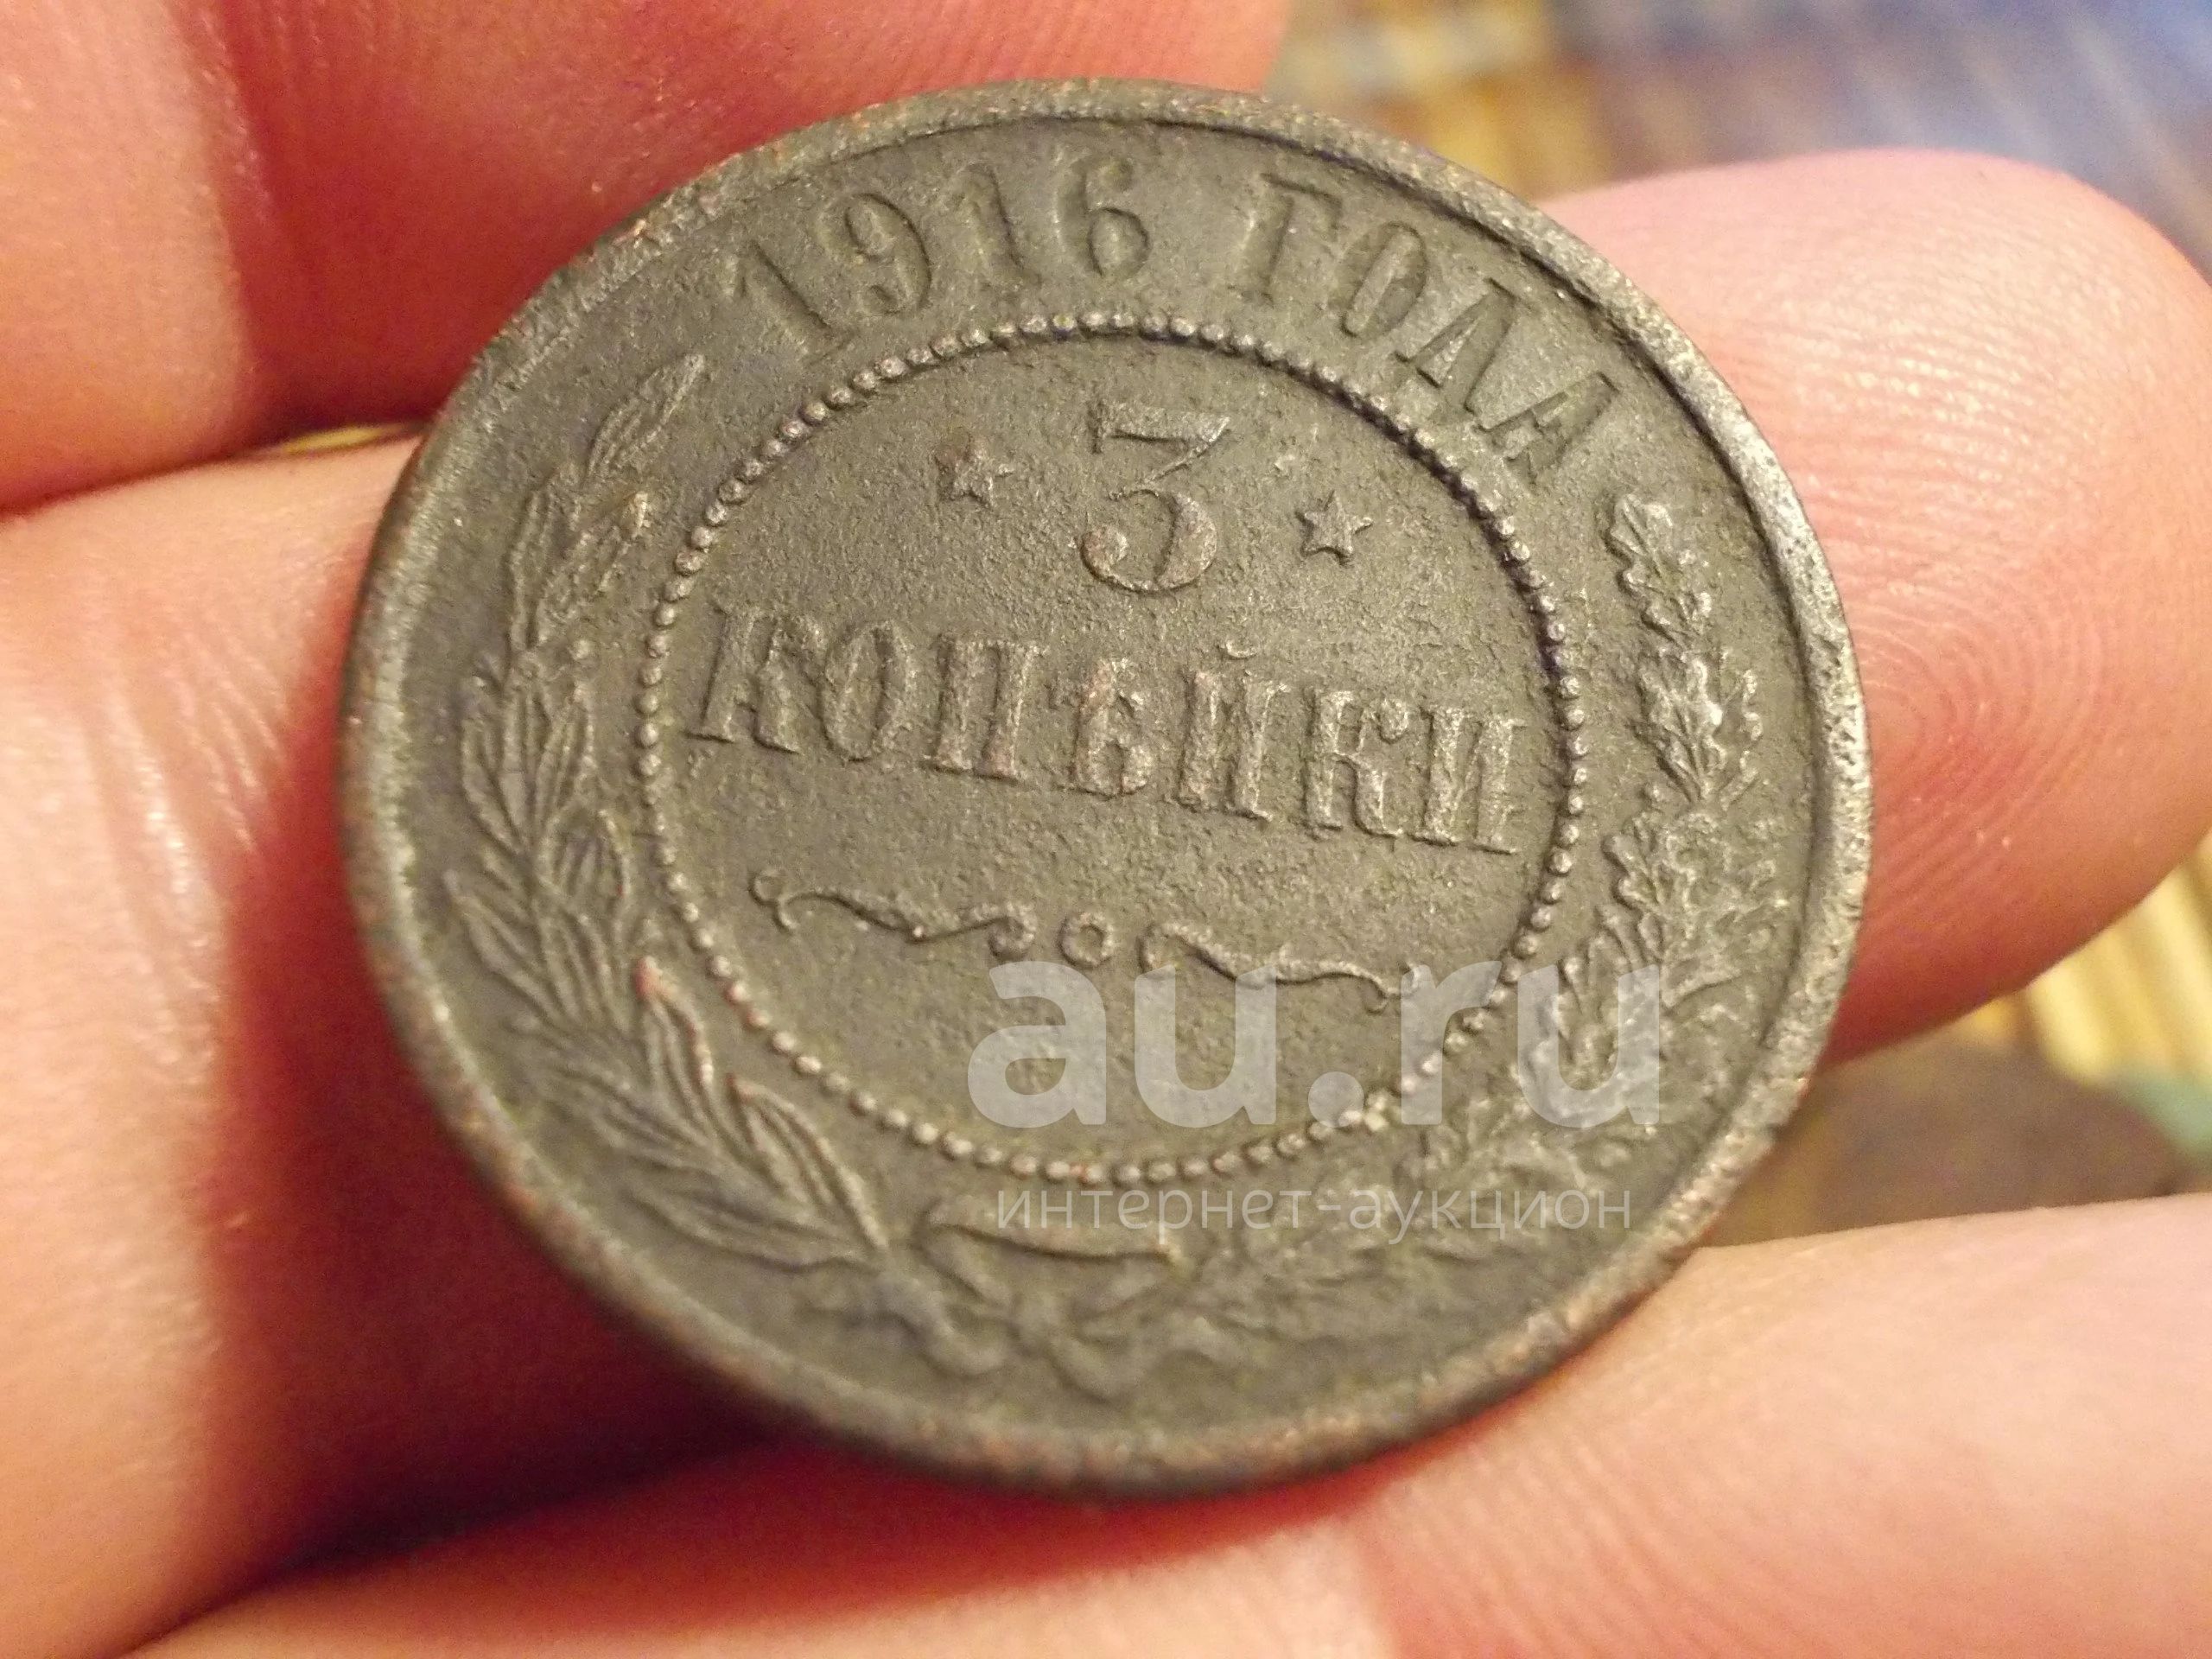 1916 ГОДА
3
КОПѢЙКИ
au.ru
интернет-аукцион